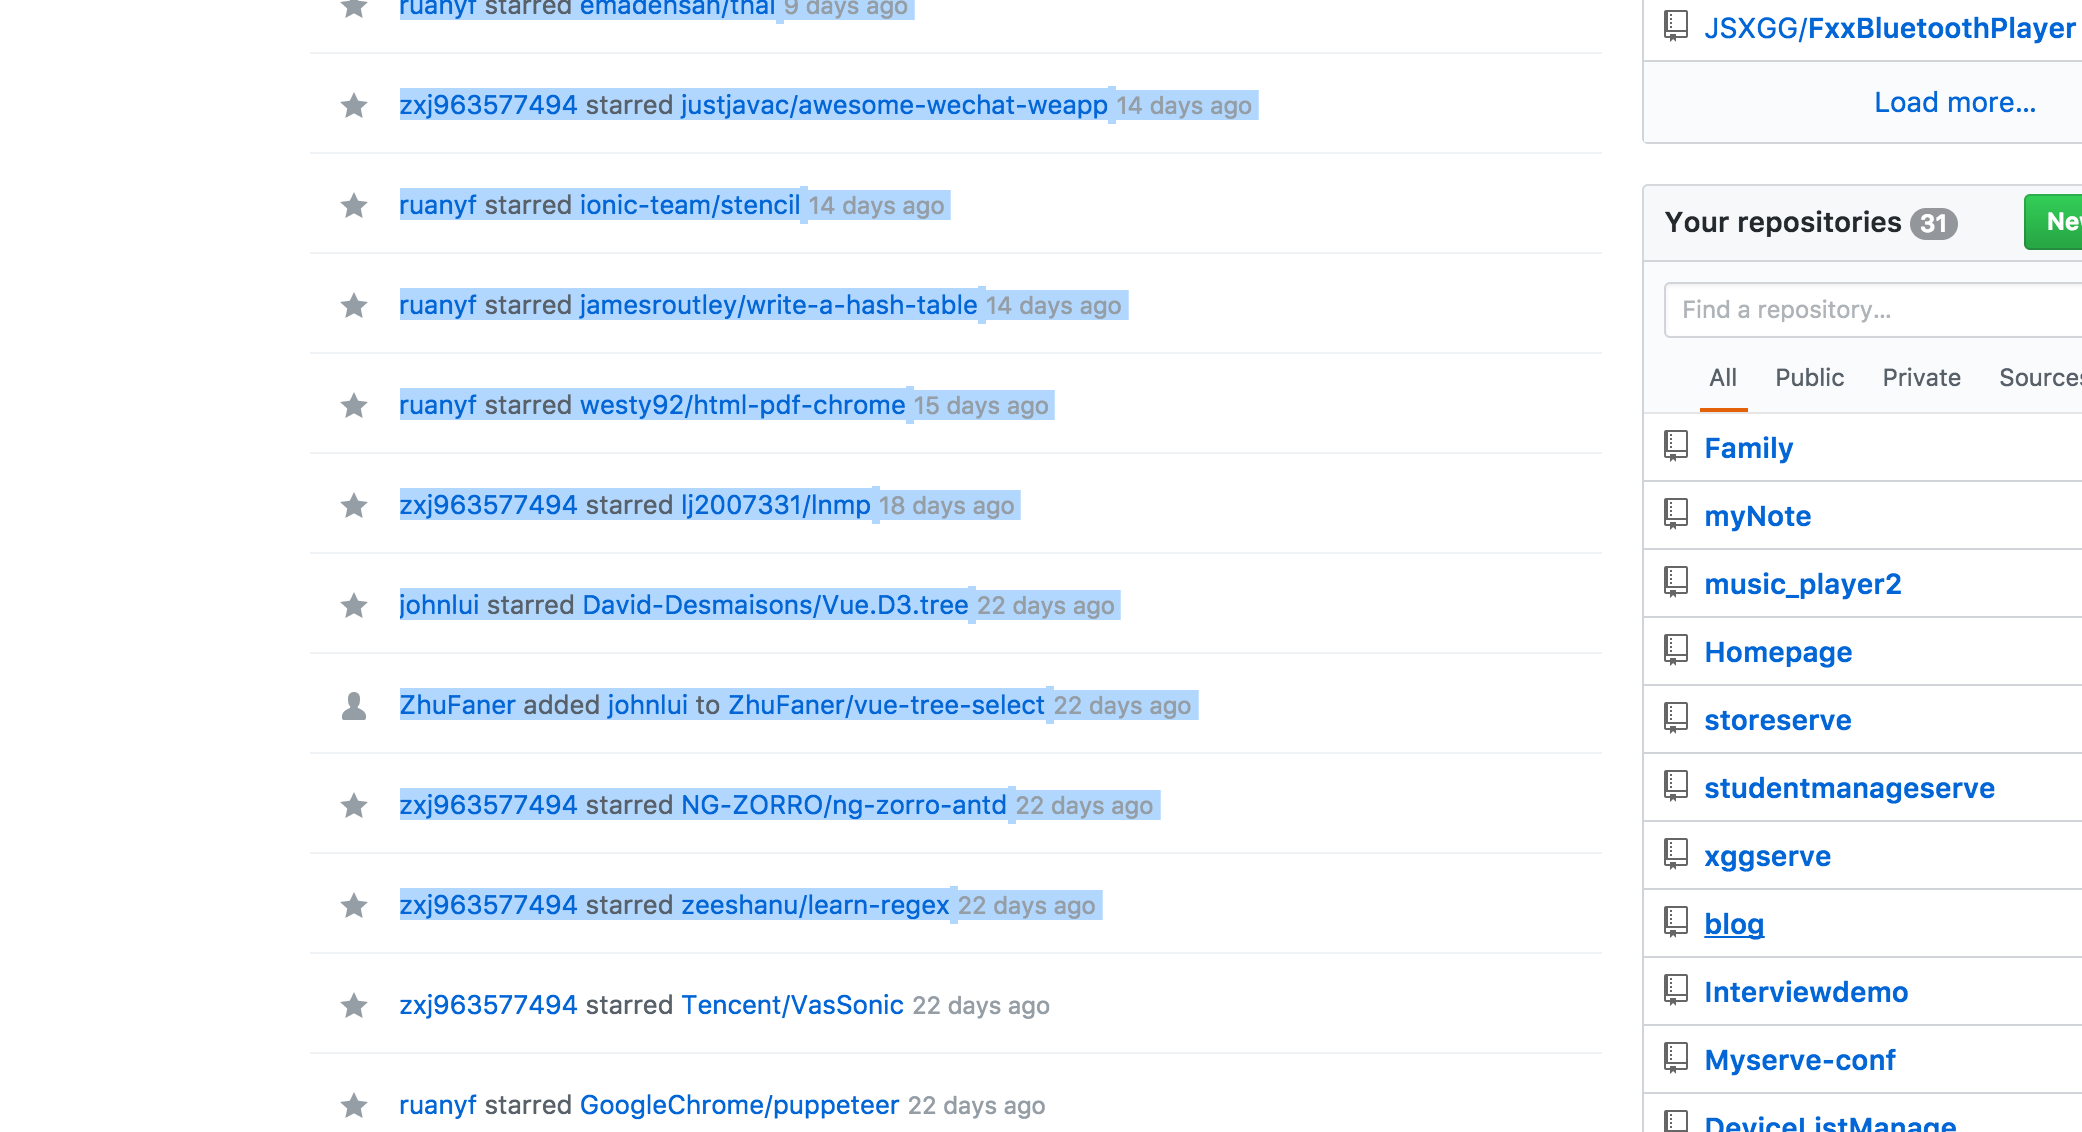 ruanyf starred emadehsan/thal 9 days ago
zxj963577494 starred justjavac/awesome-wechat-weapp 14 days ago
ruanyf starred ionic-team/stencil 14 days ago
ruanyf starred jamesroutley/write-a-hash-table 14 days ago
ruanyf starred westy92/html-pdf-chrome 15 days ago
zxj963577494 starred lj2007331/lnmp 18 days ago
johnlui starred David-Desmaisons/Vue.D3.tree 22 days ago
ZhuFaner added johnlui to ZhuFaner/vue-tree-select 22 days ago
zxj963577494 starred NG-ZORRO/ng-zorro-antd 22 days ago
zxj963577494 starred zeeshanu/learn-regex 22 days ago
zxj963577494 starred Tencent/VasSonic 22 days ago
ruanyf starred GoogleChrome/puppeteer 22 days ago
JSXGG/FxxBluetoothPlayer
Load more...
Your repositories 31
Find a repository...
All Public Private Sources
Family
myNote
music_player2
Homepage
storeserve
studentmanageserve
xggserve
blog
Interviewdemo
Myserve-conf
DeviceListManage